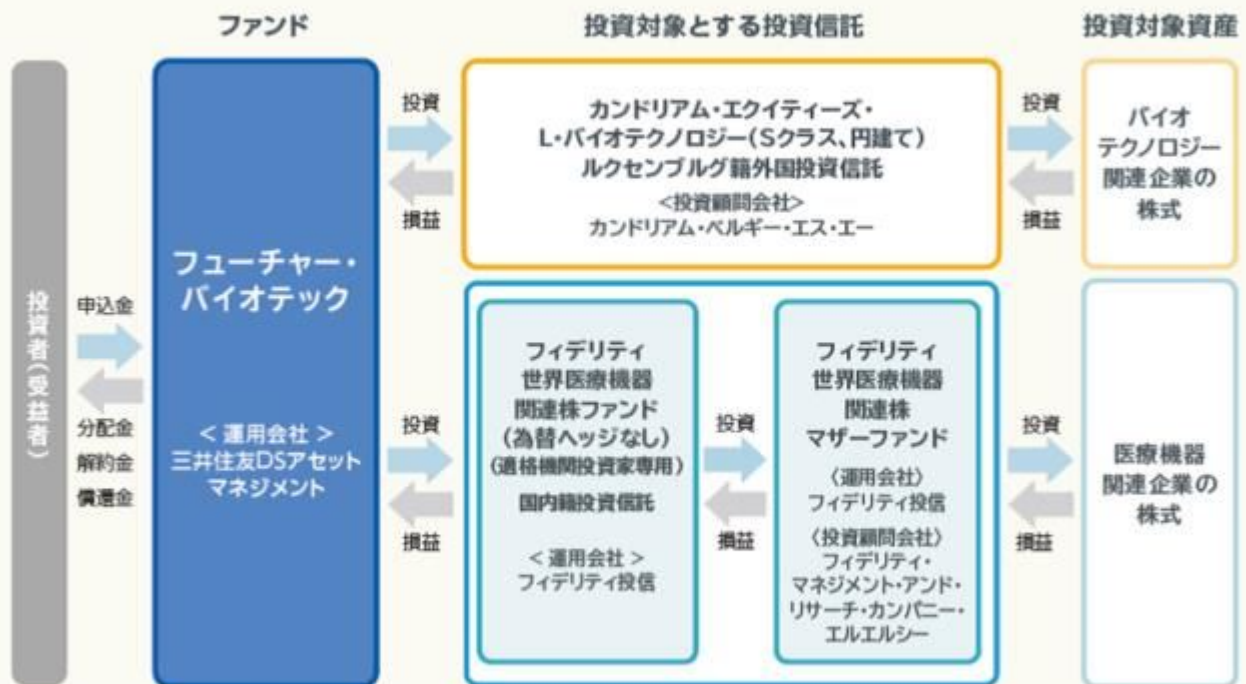 ファンド
投資対象とする投資信託
投資対象資産
投資者(受益者)
申込金
分配金
解約金
償還金
フューチャー・
バイオテック
＜ 運用会社 ＞
三井住友DSアセット
マネジメント
投資
損益
カンドリアム・エクイティーズ・
L・バイオテクノロジー(Sクラス、円建て)
ルクセンブルグ籍外国投資信託
＜投資顧問会社＞
カンドリアム・ベルギー・エス・エー
投資
損益
バイオ
テクノロジー
関連企業の
株式
投資
損益
フィデリティ
世界医療機器
関連株ファンド
(為替ヘッジなし)
(適格機関投資家専用)
国内籍投資信託
＜ 運用会社 ＞
フィデリティ投信
投資
損益
フィデリティ
世界医療機器
関連株
マザーファンド
〈運用会社〉
フィデリティ投信
〈投資顧問会社〉
フィデリティ・
マネジメント・アンド・
リサーチ・カンパニー・
エルエルシー
投資
損益
医療機器
関連企業の
株式